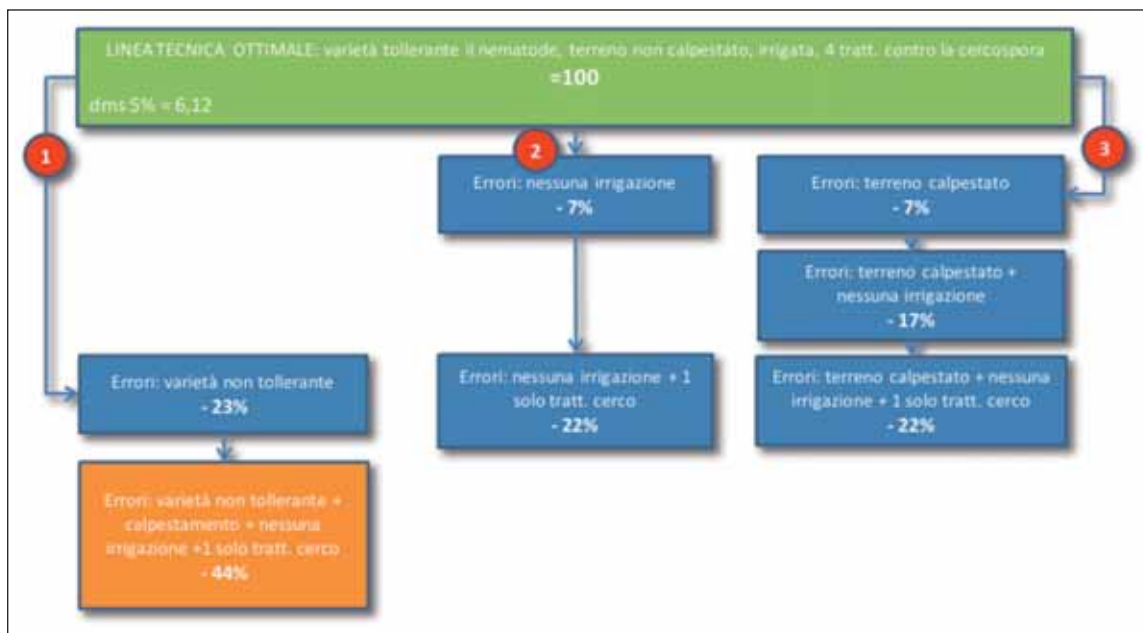 LINEA TECNICA OTTIMALE: varietà tollerante il nematode, terreno non calpestato, irrigata, 4 tratt. contro la cercospora
=100
dms 5% = 6,12
1
2
3
Errori: nessuna irrigazione
- 7%
Errori: terreno calpestato
- 7%
Errori: terreno calpestato +
nessuna irrigazione
- 17%
Errori: varietà non tollerante
- 23%
Errori: nessuna irrigazione + 1
solo tratt. cerco
- 22%
Errori: terreno calpestato + nessuna
irrigazione + 1 solo tratt. cerco
- 22%
Errori: varietà non tollerante +
calpestamento + nessuna
irrigazione +1 solo tratt. cerco
- 44%